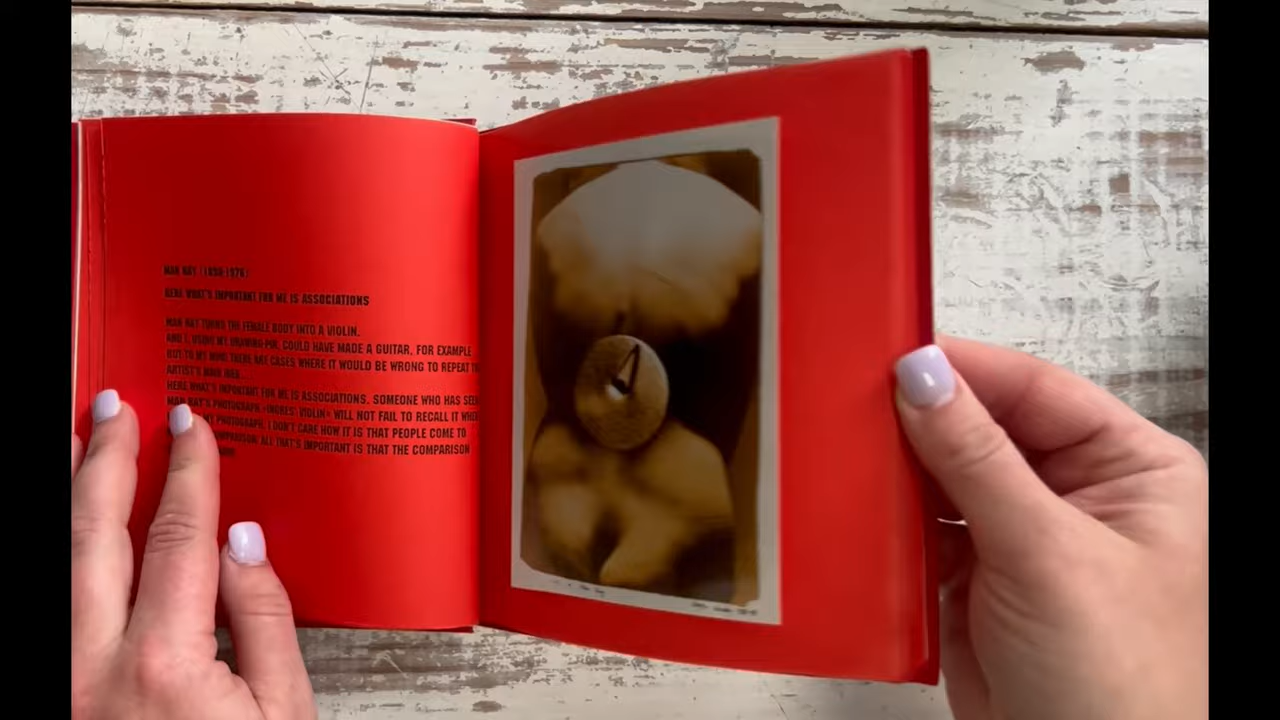 MAN RAY (1890-1976)
HERE WHAT'S IMPORTANT FOR ME IS ASSOCIATIONS
MAN RAY TURNS THE FEMALE BODY INTO A VIOLIN.
AND I, USING MY DRAWING-PIN, COULD HAVE MADE A GUITAR, FOR EXAMPLE
BUT TO MY MIND THERE ARE CASES WHERE IT WOULD BE WRONG TO REPEAT
ARTIST'S MAIN IDEA...
HERE WHAT'S IMPORTANT FOR ME IS ASSOCIATIONS. SOMEONE WHO HAS
MAN RAY'S PHOTOGRAPH «INGRES' VIOLIN» WILL NOT FAIL TO RECALL IT
MY PHOTOGRAPH. I DON'T CARE HOW IT IS THAT PEOPLE COME TO
COMPARISON: ALL THAT'S IMPORTANT IS THAT THE COMPARISON